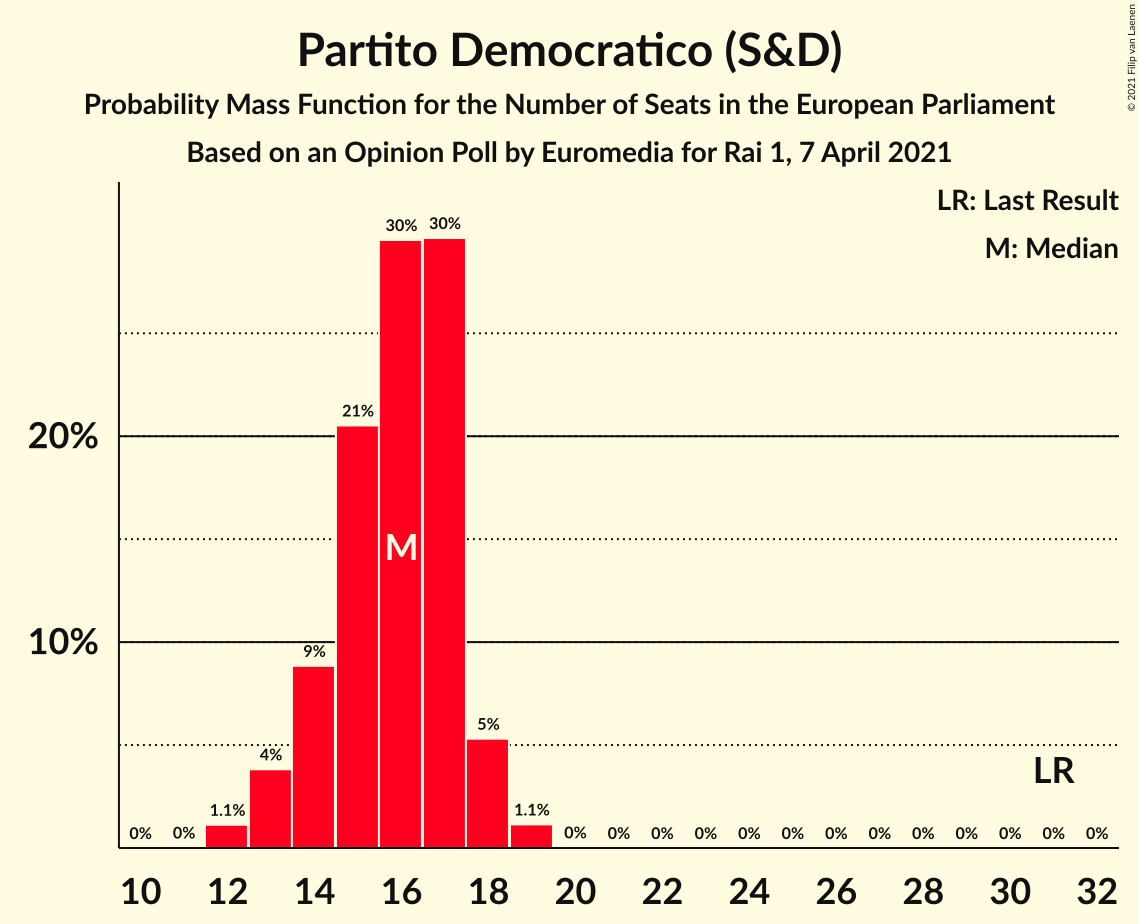 Partito Democratico (S&D)
Probability Mass Function for the Number of Seats in the European Parliament
Based on an Opinion Poll by Euromedia for Rai 1, 7 April 2021
© 2021 Filip van Laenen
LR: Last Result
M: Median
30% 30%
21%
20%
M
10%
9%
5%
4%
LR
1.1% 1.1%
0% 0% 0% 0% 0% 0% 0% 0% 0% 0% 0% 0% 0% 0% 0%
10 12 14 16 18 20 22 24 26 28 30 32